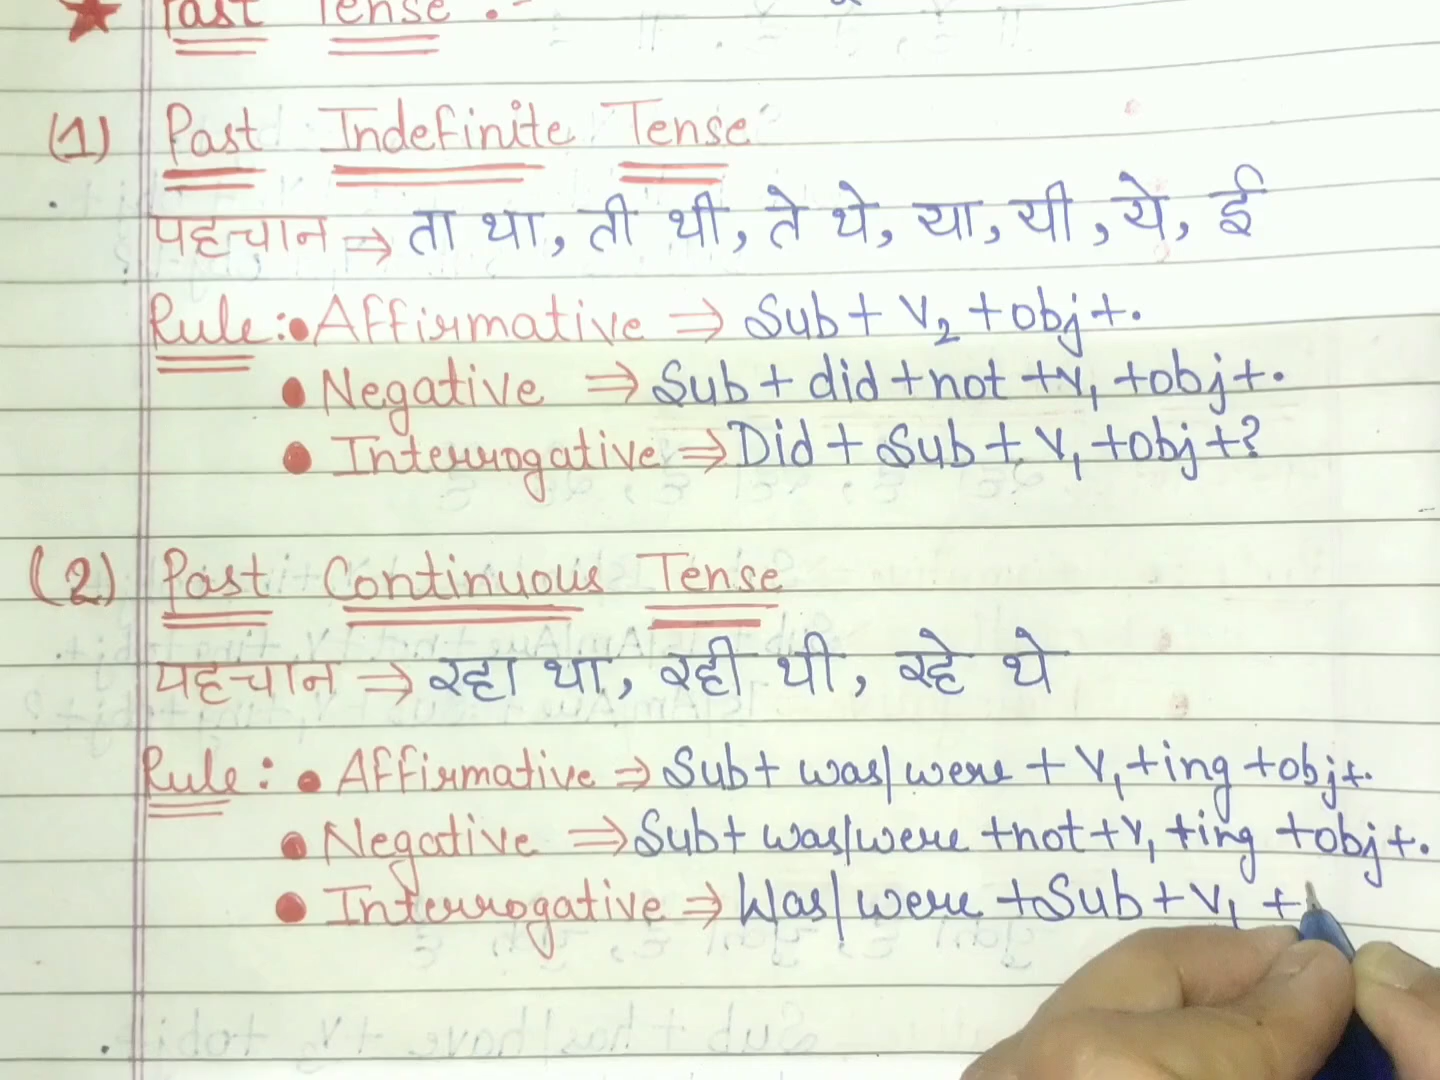 ★ Past Tense :-
(1) Past Indefinite Tense
पहचान ⇒ ता था, ती थी, ते थे, या, यी, ये, ई
Rule: • Affirmative ⇒ Sub + V₂ + obj + .
• Negative ⇒ Sub + did + not + V₁ + obj + .
• Interrogative ⇒ Did + Sub + V₁ + obj + ?
(2) Past Continuous Tense
पहचान ⇒ रहा था, रही थी, रहे थे
Rule: • Affirmative ⇒ Sub + was/were + V₁ + ing + obj + .
• Negative ⇒ Sub + was/were + not + V₁ + ing + obj + .
• Interrogative ⇒ Was/were + Sub + V₁ +